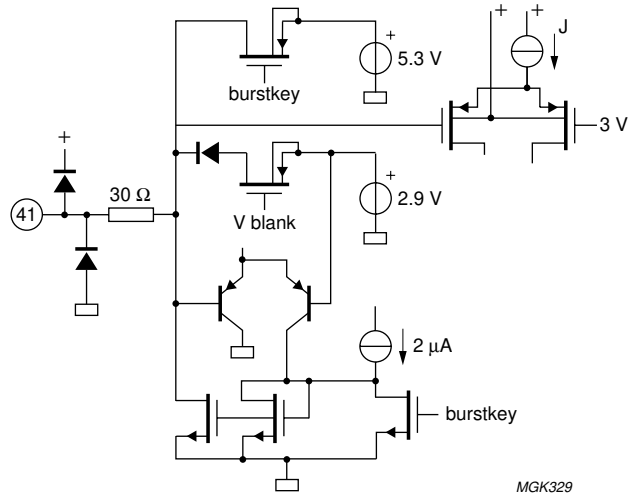 +
+
+
J
5.3 V
burstkey
3 V
+
+
30 Ω
2.9 V
41
V blank
2 µA
burstkey
MGK329